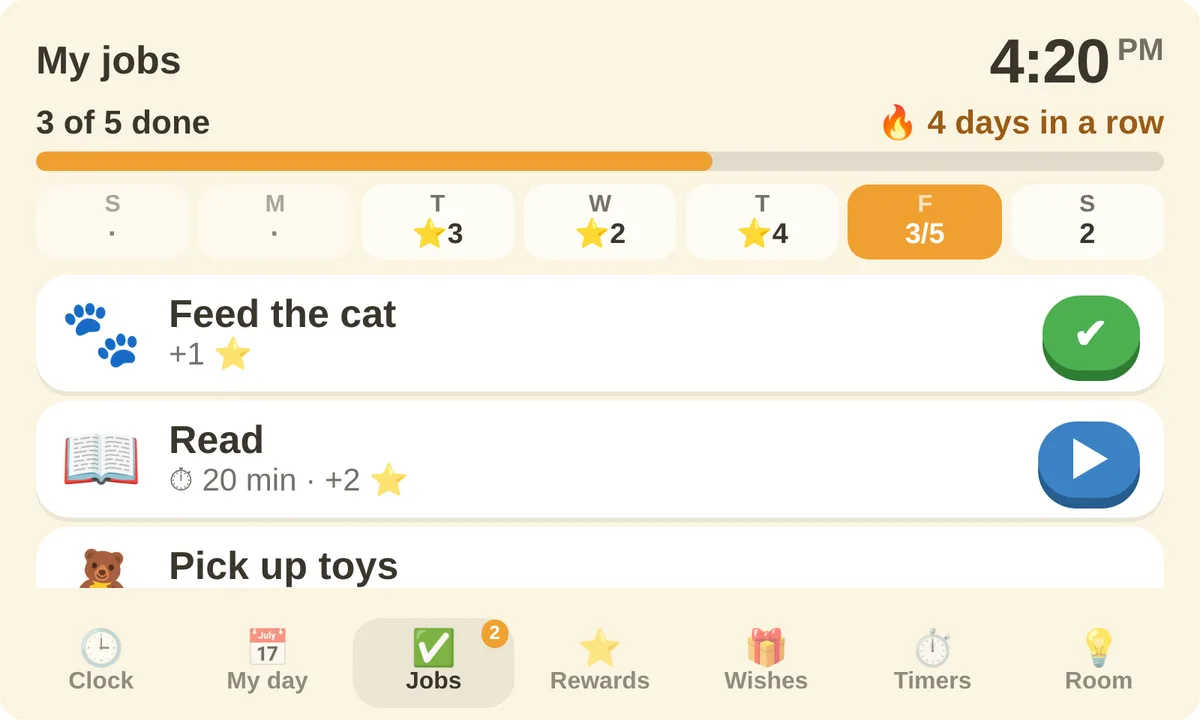 My jobs
4:20 PM
3 of 5 done
🔥 4 days in a row
S M T W T F S
· · ⭐3 ⭐2 ⭐4 3/5 2
Feed the cat
+1 ⭐
✔
Read
⏱ 20 min · +2 ⭐
Pick up toys
July
17
2
Clock My day Jobs Rewards Wishes Timers Room